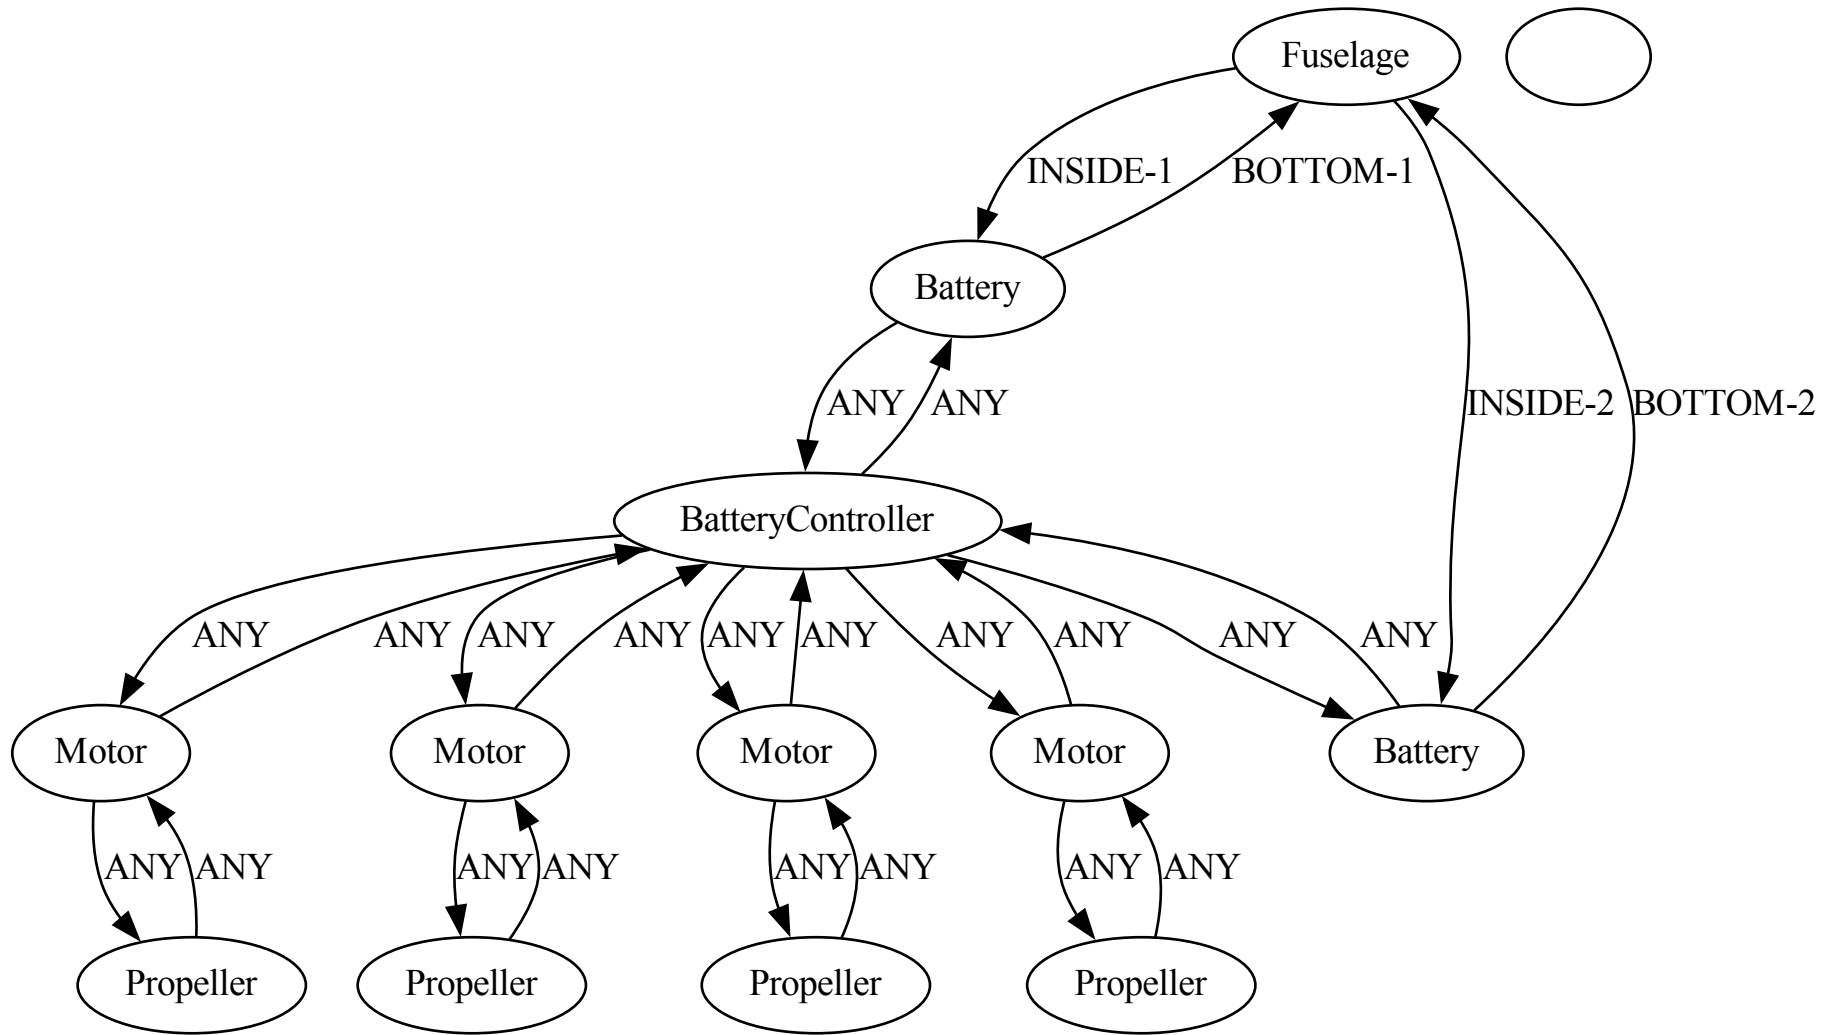 Fuselage
INSIDE-1
BOTTOM-1
Battery
ANY
ANY
INSIDE-2
BOTTOM-2
BatteryController
ANY
ANY
ANY
ANY
ANY
ANY
ANY
ANY
ANY
ANY
Motor
Motor
Motor
Motor
Battery
ANY
ANY
ANY
ANY
ANY
ANY
ANY
ANY
Propeller
Propeller
Propeller
Propeller